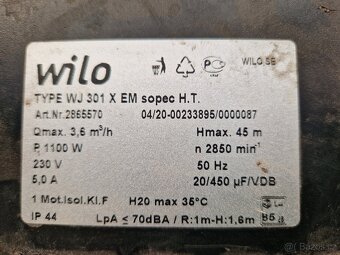 wilo
WILO SE
TYPE WJ 301 X EM sopec H.T.
Art.Nr.2865570 04/20-00233895/0000087
Qmax. 3,6 m³/h Hmax. 45 m
P₁ 1100 W n 2850 min⁻¹
230 V 50 Hz
5,0 A 20/450 µF/VDB
1 Mot.Isol.Kl.F H20 max 35°C
IP 44 LpA ≤ 70dBA / R:1m-H:1,6m